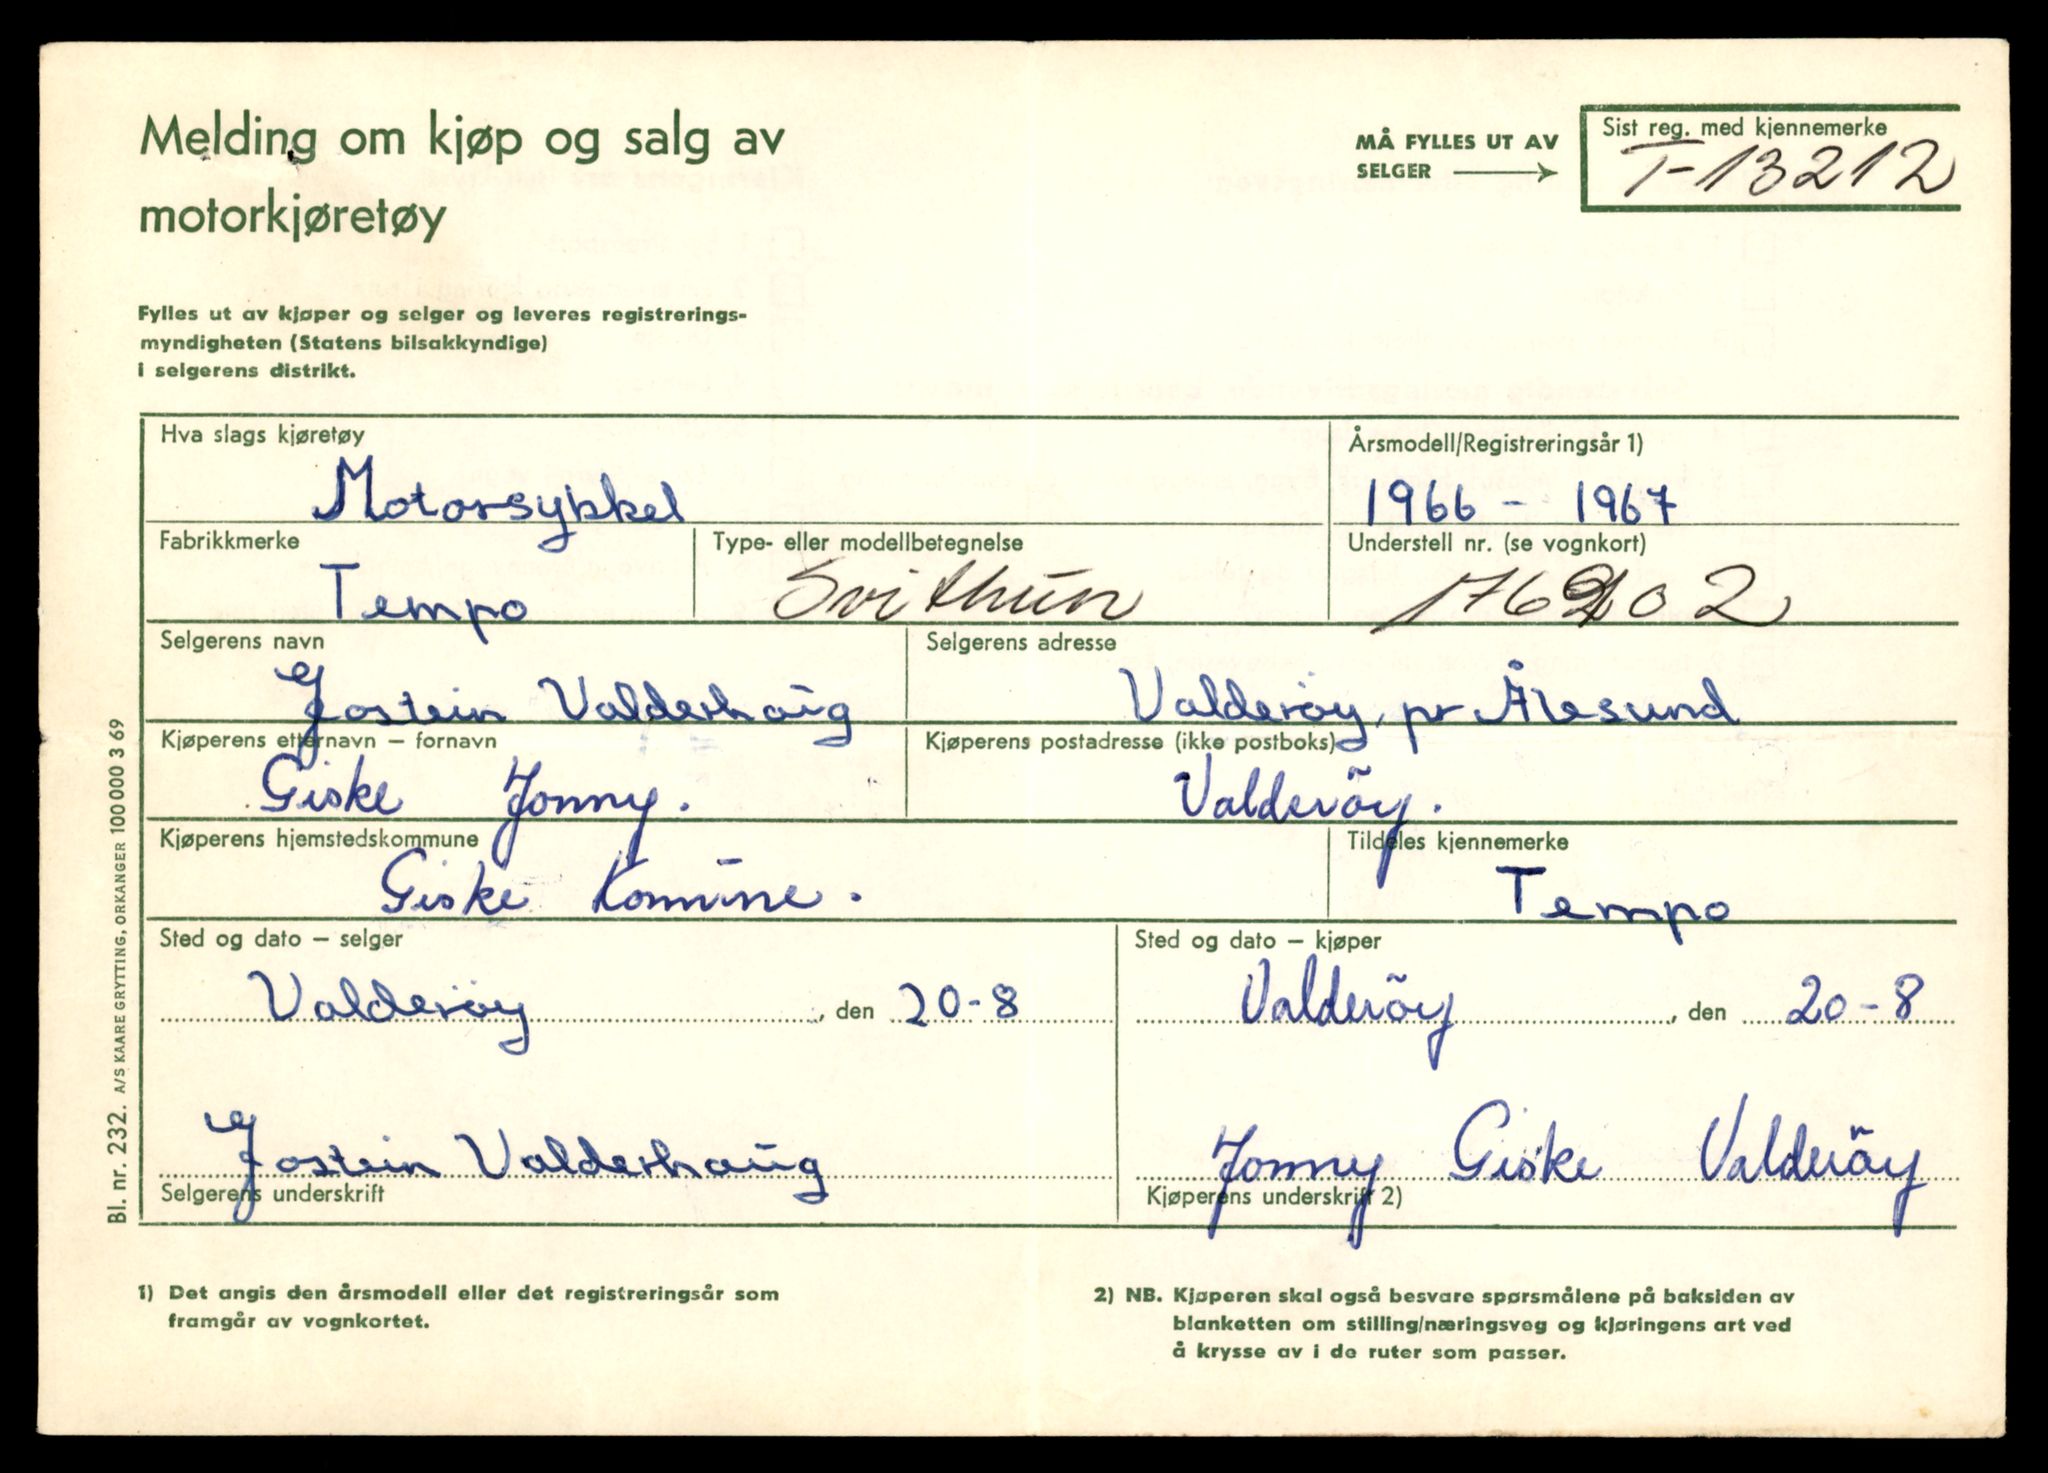 Melding om kjøp og salg av
motorkjøretøy
MÅ FYLLES UT AV
SELGER
Sist reg. med kjennemerke
T-13212
Fylles ut av kjøper og selger og leveres registrerings-
myndigheten (Statens bilsakkyndige)
i selgerens distrikt.
Hva slags kjøretøy
Motorsykkel
Årsmodell/Registreringsår 1)
1966 - 1967
Fabrikkmerke
Tempo
Type- eller modellbetegnelse
Svithun
Understell nr. (se vognkort)
Selgerens navn
Jostein Valderhaug
Selgerens adresse
Valderøy, pr Ålesund
Kjøperens etternavn – fornavn
Giske Jonny.
Kjøperens postadresse (ikke postboks)
Valderöy.
Kjøperens hjemstedskommune
Giske Komune.
Tildeles kjennemerke
Tempo
Sted og dato – selger
Valderøy, den 20-8
Sted og dato – kjøper
Valderöy, den 20-8
Jostein Valderhaug
Selgerens underskrift
Jonny Giske Valderöy
Kjøperens underskrift 2)
1) Det angis den årsmodell eller det registreringsår som
framgår av vognkortet.
2) NB. Kjøperen skal også besvare spørsmålene på baksiden av
blanketten om stilling/næringsveg og kjøringens art ved
å krysse av i de ruter som passer.
Bl. nr. 232. A/S KAARE GRYTTING, ORKANGER 100 000 3 69